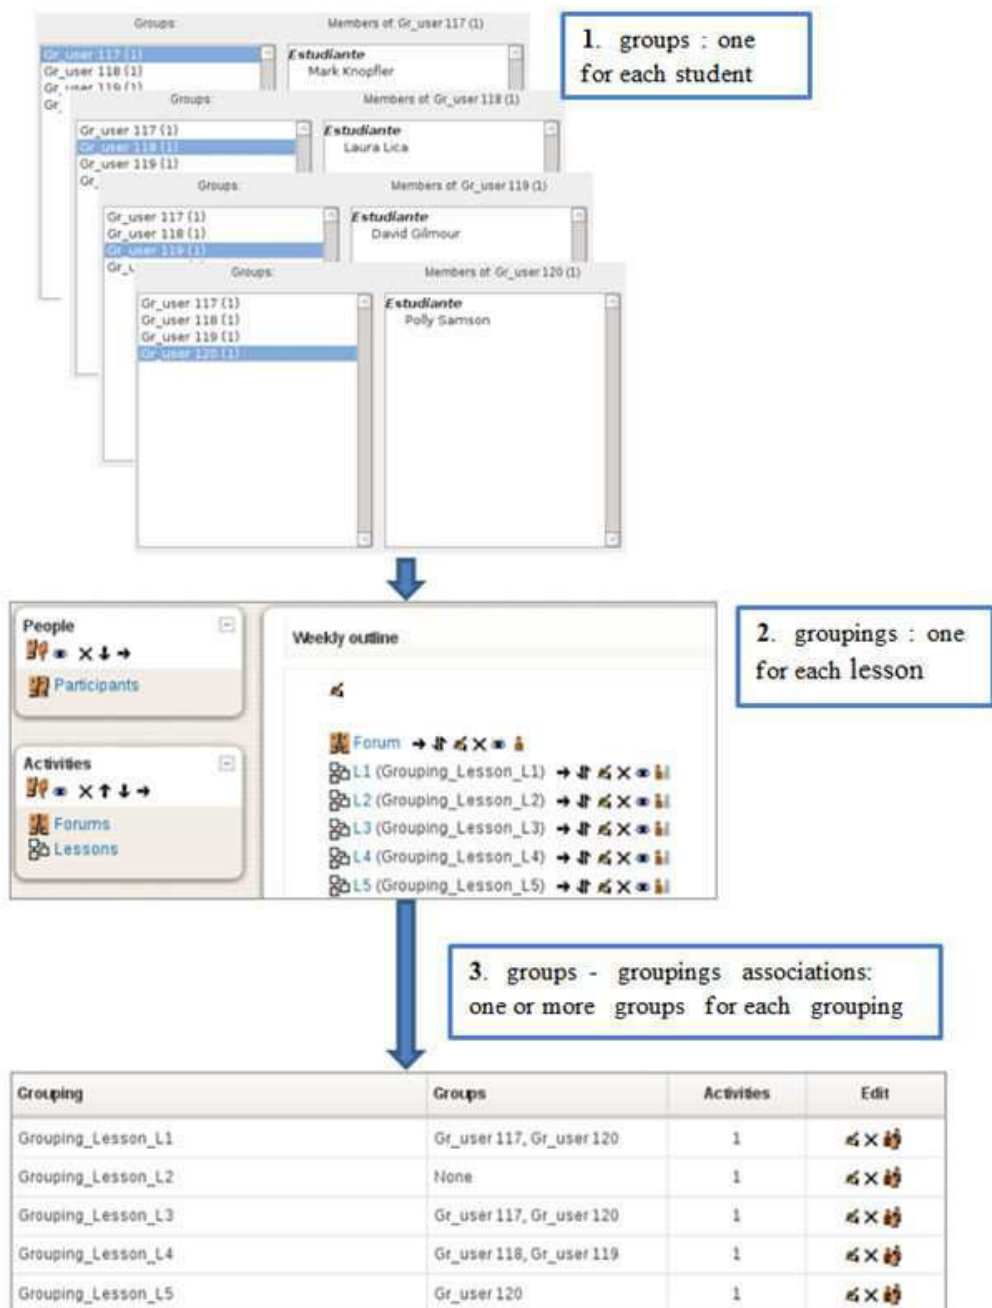 Groups: Members of: Gr_user 117 (1)
Gr_user 117 (1)
Gr_user 118 (1)
Gr_user 119 (1)
Gr_
Estudiante
Mark Knopfler
1. groups : one
for each student
Groups: Members of: Gr_user 118 (1)
Gr_user 117 (1)
Gr_user 118 (1)
Gr_user 119 (1)
Gr_
Estudiante
Laura Lica
Groups: Members of: Gr_user 119 (1)
Gr_user 117 (1)
Gr_user 118 (1)
Gr_user 119 (1)
Gr_u
Estudiante
David Gilmour
Groups: Members of: Gr_user 120 (1)
Gr_user 117 (1)
Gr_user 118 (1)
Gr_user 119 (1)
Gr_user 120 (1)
Estudiante
Polly Samson
People
Participants
Activities
Forums
Lessons
Weekly outline
Forum
L1 (Grouping_Lesson_L1)
L2 (Grouping_Lesson_L2)
L3 (Grouping_Lesson_L3)
L4 (Grouping_Lesson_L4)
L5 (Grouping_Lesson_L5)
2. groupings : one
for each lesson
3. groups - groupings associations:
one or more groups for each grouping
Grouping Groups Activities Edit
Grouping_Lesson_L1 Gr_user 117, Gr_user 120 1
Grouping_Lesson_L2 None 1
Grouping_Lesson_L3 Gr_user 117, Gr_user 120 1
Grouping_Lesson_L4 Gr_user 118, Gr_user 119 1
Grouping_Lesson_L5 Gr_user 120 1